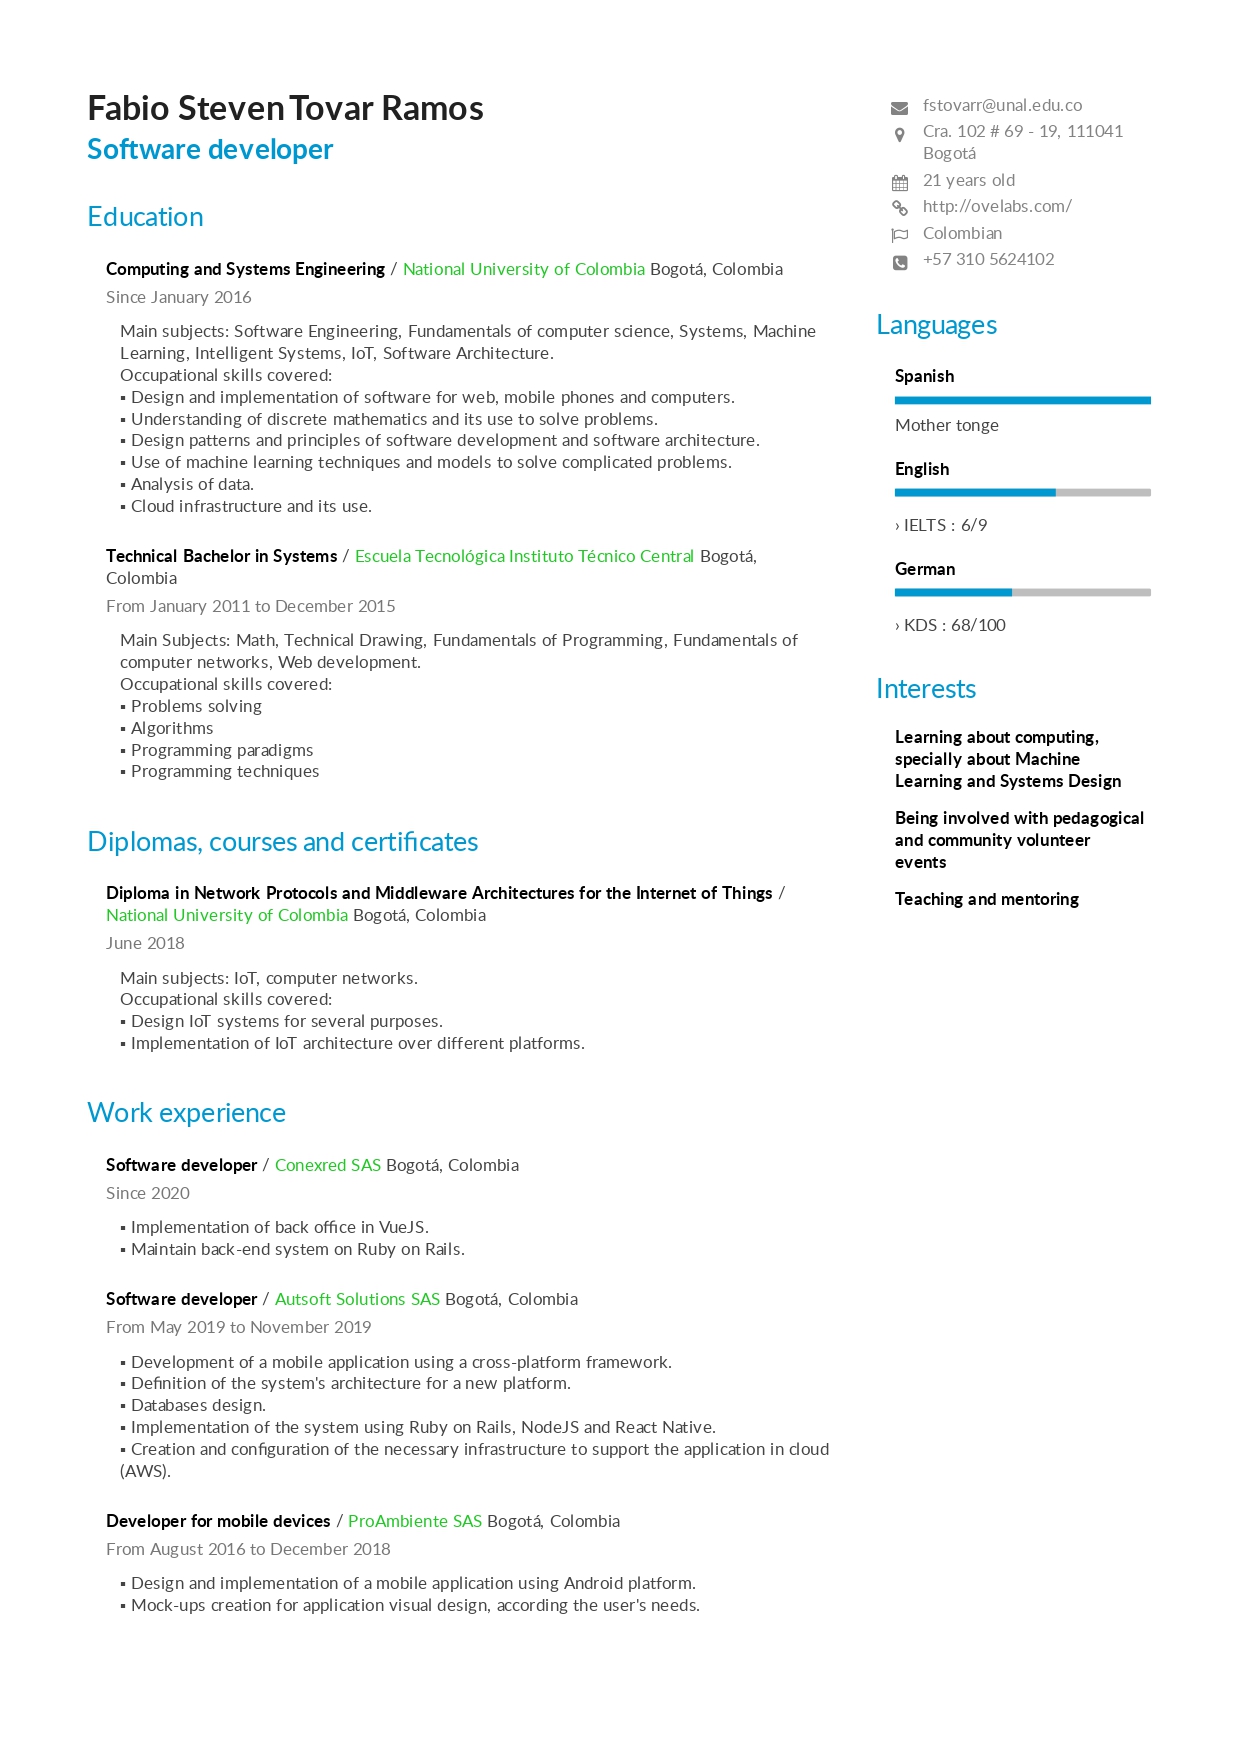 Fabio Steven Tovar Ramos
Software developer
Education
Computing and Systems Engineering / National University of Colombia Bogotá, Colombia
Since January 2016
Main subjects: Software Engineering, Fundamentals of computer science, Systems, Machine
Learning, Intelligent Systems, IoT, Software Architecture.
Occupational skills covered:
▪ Design and implementation of software for web, mobile phones and computers.
▪ Understanding of discrete mathematics and its use to solve problems.
▪ Design patterns and principles of software development and software architecture.
▪ Use of machine learning techniques and models to solve complicated problems.
▪ Analysis of data.
▪ Cloud infrastructure and its use.
Technical Bachelor in Systems / Escuela Tecnológica Instituto Técnico Central Bogotá,
Colombia
From January 2011 to December 2015
Main Subjects: Math, Technical Drawing, Fundamentals of Programming, Fundamentals of
computer networks, Web development.
Occupational skills covered:
▪ Problems solving
▪ Algorithms
▪ Programming paradigms
▪ Programming techniques
Diplomas, courses and certificates
Diploma in Network Protocols and Middleware Architectures for the Internet of Things /
National University of Colombia Bogotá, Colombia
June 2018
Main subjects: IoT, computer networks.
Occupational skills covered:
▪ Design IoT systems for several purposes.
▪ Implementation of IoT architecture over different platforms.
Work experience
Software developer / Conexred SAS Bogotá, Colombia
Since 2020
▪ Implementation of back office in VueJS.
▪ Maintain back-end system on Ruby on Rails.
Software developer / Autsoft Solutions SAS Bogotá, Colombia
From May 2019 to November 2019
▪ Development of a mobile application using a cross-platform framework.
▪ Definition of the system's architecture for a new platform.
▪ Databases design.
▪ Implementation of the system using Ruby on Rails, NodeJS and React Native.
▪ Creation and configuration of the necessary infrastructure to support the application in cloud
(AWS).
Developer for mobile devices / ProAmbiente SAS Bogotá, Colombia
From August 2016 to December 2018
▪ Design and implementation of a mobile application using Android platform.
▪ Mock-ups creation for application visual design, according the user's needs.
fstovarr@unal.edu.co
Cra. 102 # 69 - 19, 111041
Bogotá
21 years old
http://ovelabs.com/
Colombian
+57 310 5624102
Languages
Spanish
Mother tonge
English
› IELTS : 6/9
German
› KDS : 68/100
Interests
Learning about computing,
specially about Machine
Learning and Systems Design
Being involved with pedagogical
and community volunteer
events
Teaching and mentoring